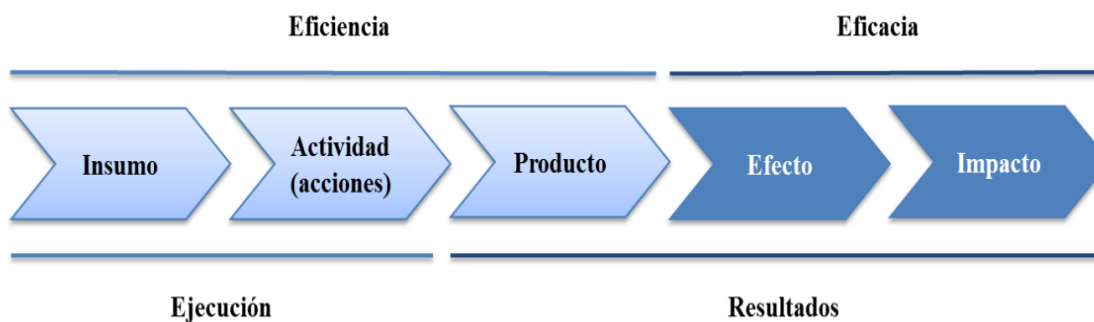 Eficiencia
Eficacia
Insumo
Actividad
(acciones)
Producto
Efecto
Impacto
Ejecución
Resultados